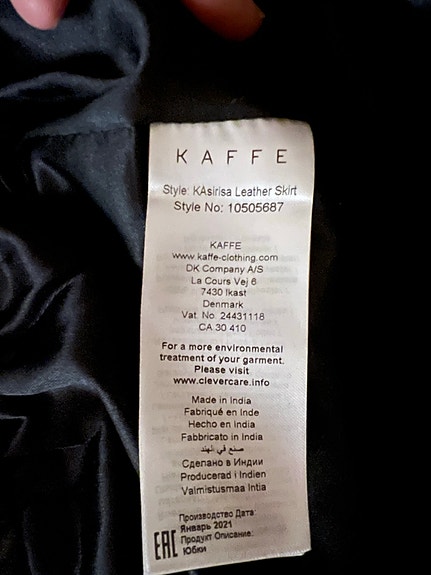 KAFFE
Style: KAsirisa Leather Skirt
Style No: 10505687
KAFFE
www.kaffe-clothing.com
DK Company A/S
La Cours Vej 6
7430 Ikast
Denmark
Vat. No. 24431118
CA 30 410
For a more environmental
treatment of your garment.
Please visit
www.clevercare.info
Made in India
Fabriqué en Inde
Hecho en India
Fabbricato in India
صنع في الهند
Сделано в Индии
Producerad i Indien
Valmistusmaa Intia
Производство Дата:
Январь 2021
Продукт Описание:
Юбки
EAC